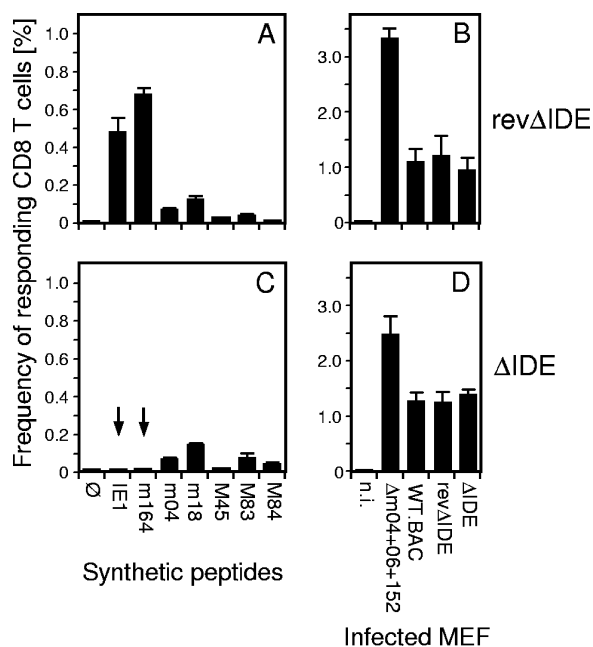 Frequency of responding CD8 T cells [%]
A
1.0
0.8
0.6
0.4
0.2
0
B
3.0
2.0
1.0
0
revΔIDE
C
1.0
0.8
0.6
0.4
0.2
0
D
3.0
2.0
1.0
0
ΔIDE
Ø
IE1
m164
m04
m18
M45
M83
M84
n.i.
Δm04+06+152
WT.BAC
revΔIDE
ΔIDE
Synthetic peptides
Infected MEF